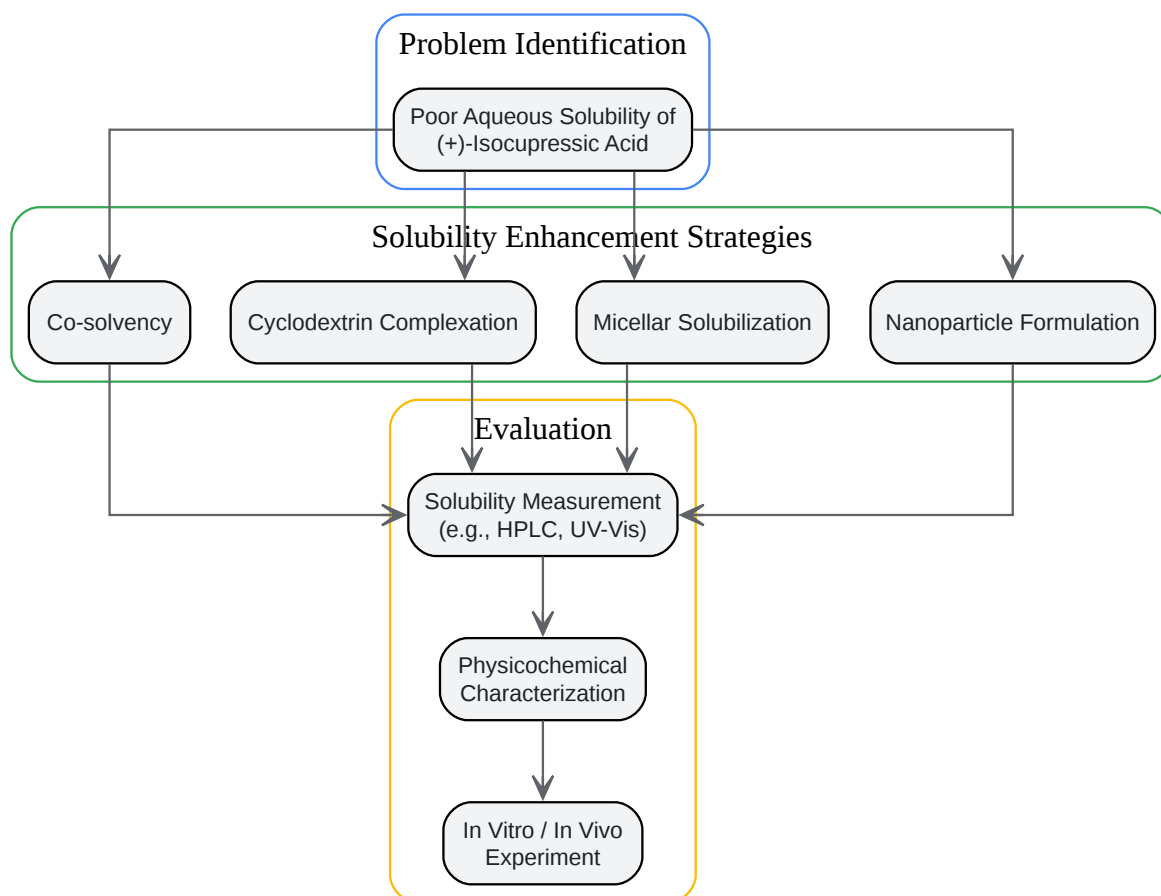 Problem Identification
Poor Aqueous Solubility of
(+)-Isocupressic Acid
Solubility Enhancement Strategies
Co-solvency
Cyclodextrin Complexation
Micellar Solubilization
Nanoparticle Formulation
Evaluation
Solubility Measurement
(e.g., HPLC, UV-Vis)
Physicochemical
Characterization
In Vitro / In Vivo
Experiment